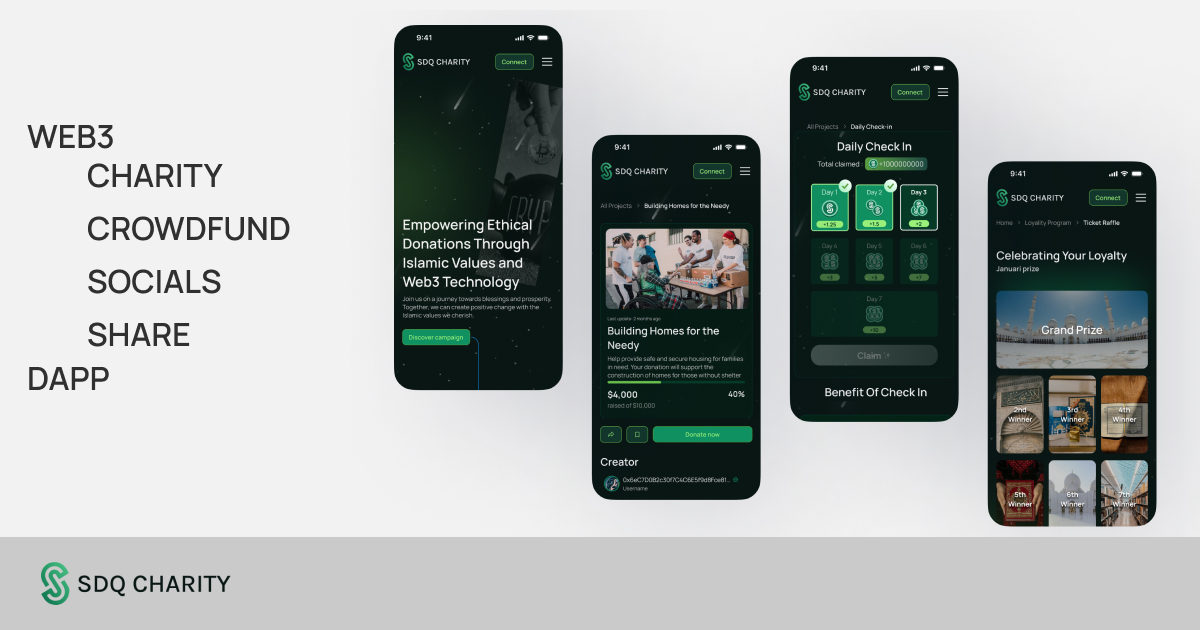 WEB3
CHARITY
CROWDFUND
SOCIALS
SHARE
DAPP
9:41
SDQ CHARITY
Connect
Empowering Ethical
Donations Through
Islamic Values and
Web3 Technology
Join us on a journey towards blessings and prosperity.
Together, we can create positive change with the
Islamic values we cherish.
Discover campaign
9:41
SDQ CHARITY
Connect
All Projects > Building Homes for the Needy
Last update: 2 months ago
Building Homes for the
Needy
Help provide safe and secure housing for families
in need. Your donation will support the
construction of homes for those without shelter
$4,000 40%
raised of $10.000
Donate now
Creator
Username
9:41
SDQ CHARITY
Connect
All Projects > Daily Check-in
Daily Check In
Total claimed : +1000000000
Day 1 Day 2 Day 3
+1.25 +1.5 +2
Day 4 Day 5 Day 6
Day 7
+10
Claim
Benefit Of Check In
9:41
SDQ CHARITY
Connect
Home > Loyality Program > Ticket Raffle
Celebrating Your Loyalty
Januari prize
Grand Prize
2nd Winner
3rd Winner
4th Winner
5th Winner
6th Winner
7th Winner
SDQ CHARITY